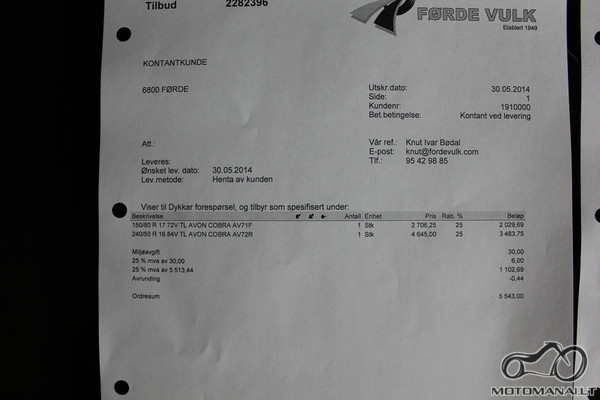 Tilbud 2282396
FØRDE VULK
Etablert 1949
KONTANTKUNDE
6800 FØRDE
Utskr.dato: 30.05.2014
Side: 1
Kundenr: 1910000
Bet.betingelse: Kontant ved levering
Att.:
Vår ref.: Knut Ivar Bødal
E-post: knut@fordevulk.com
Tlf.: 95 42 98 85
Leveres:
Ønsket lev. dato: 30.05.2014
Lev.metode: Henta av kunden
Viser til Dykkar forespørsel, og tilbyr som spesifisert under:
Beskrivelse Antall Enhet Pris Rab. % Beløp
150/80 R 17 72V TL AVON COBRA AV71F 1 Stk 2 706,25 25 2 029,69
240/50 R 16 84V TL AVON COBRA AV72R 1 Stk 4 645,00 25 3 483,75
Miljøavgift 30,00
25 % mva av 30,00 6,00
25 % mva av 5 513,44 1 102,69
Avrunding -0,44
Ordresum 5 543,00
MOTOMANAI.LT